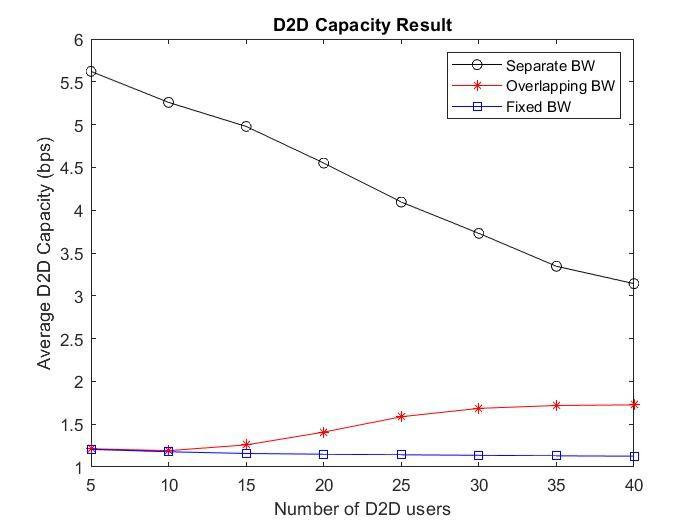 D2D Capacity Result
6
5.5
5
4.5
4
3.5
3
2.5
2
1.5
1
Average D2D Capacity (bps)
Separate BW
Overlapping BW
Fixed BW
5 10 15 20 25 30 35 40
Number of D2D users